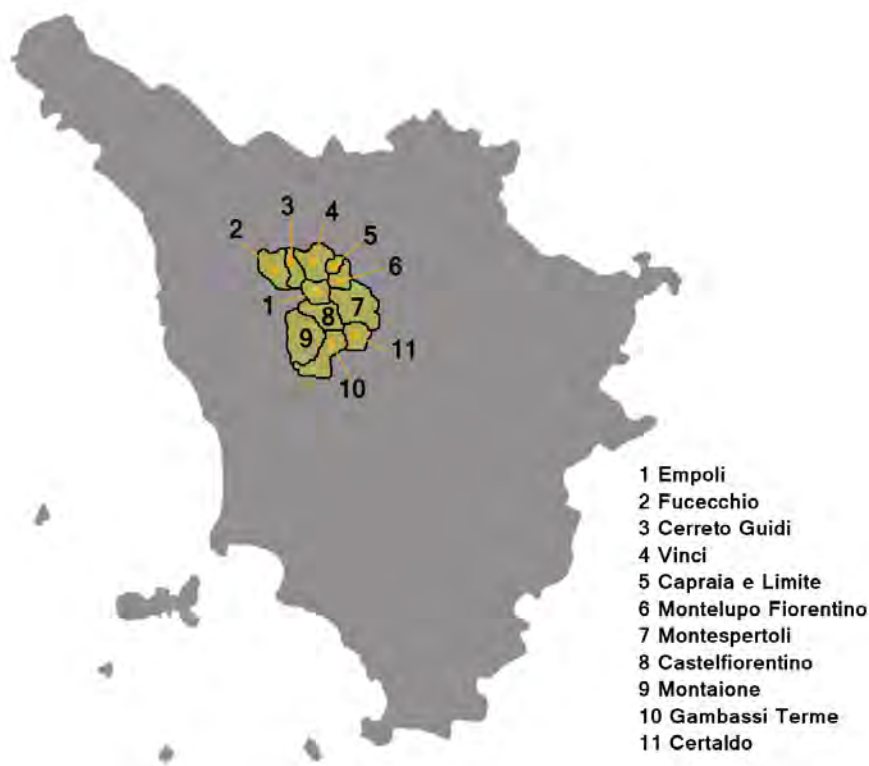 3
4
2
5
6
1
7
8
9
11
10
1 Empoli
2 Fucecchio
3 Cerreto Guidi
4 Vinci
5 Capraia e Limite
6 Montelupo Fiorentino
7 Montespertoli
8 Castelfiorentino
9 Montaione
10 Gambassi Terme
11 Certaldo